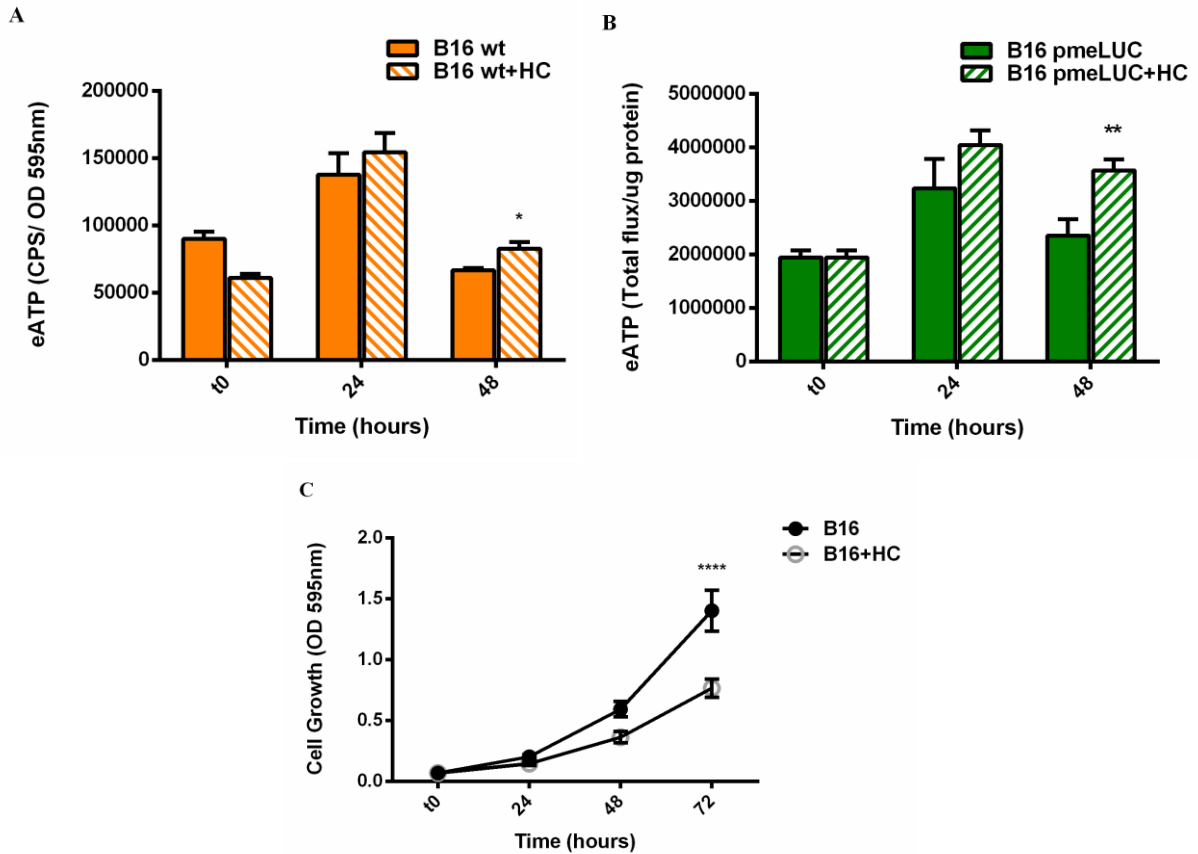 A
B16 wt
B16 wt+HC
eATP (CPS/ OD 595nm)
200000
150000
100000
50000
0
*
t0
24
48
Time (hours)
B
B16 pmeLUC
B16 pmeLUC+HC
eATP (Total flux/ug protein)
5000000
4000000
3000000
2000000
1000000
0
**
t0
24
48
Time (hours)
C
B16
B16+HC
Cell Growth (OD 595nm)
2.0
1.5
1.0
0.5
0.0
****
t0
24
48
72
Time (hours)